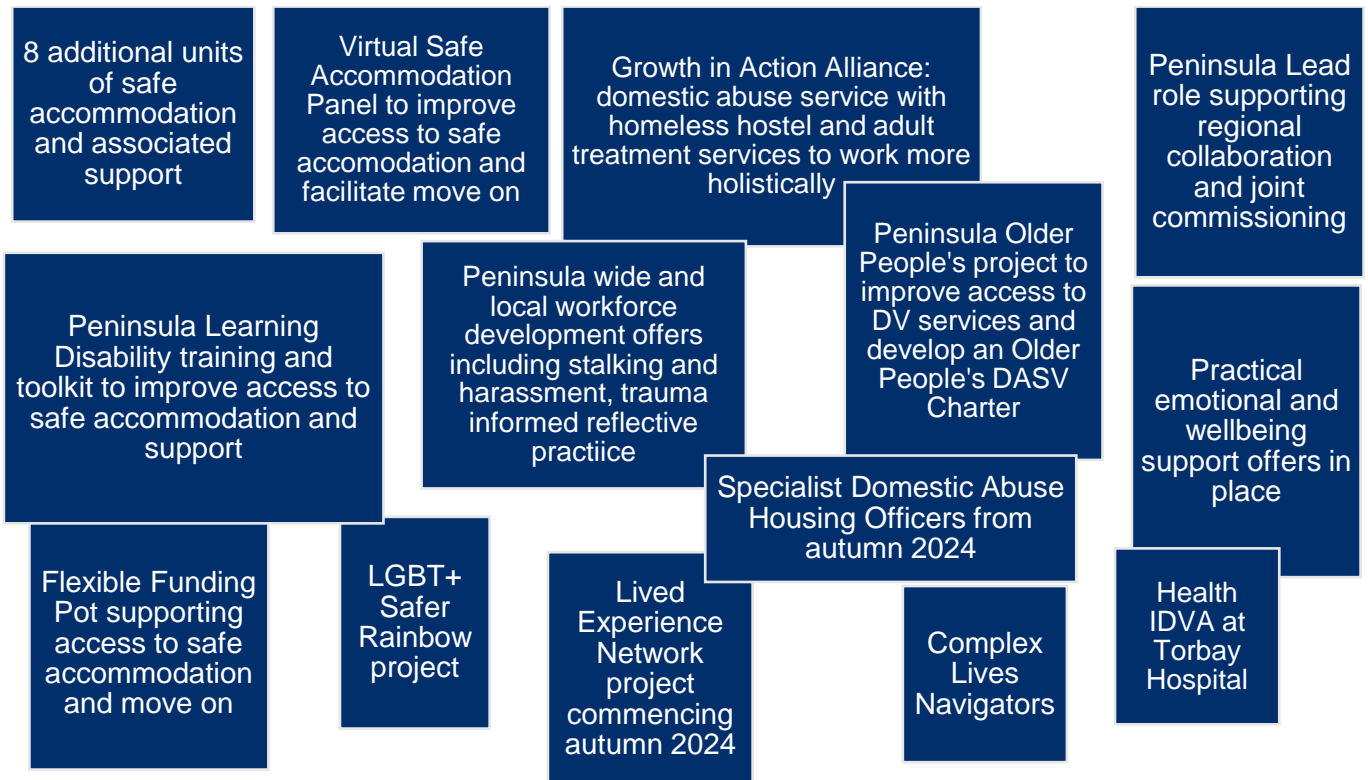 8 additional units
of safe
accommodation
and associated
support
Virtual Safe
Accommodation
Panel to improve
access to safe
accomodation and
facilitate move on
Growth in Action Alliance:
domestic abuse service with
homeless hostel and adult
treatment services to work more
holistically
Peninsula Lead
role supporting
regional
collaboration
and joint
commissioning
Peninsula Learning
Disability training and
toolkit to improve access to
safe accommodation and
support
Peninsula wide and
local workforce
development offers
including stalking and
harassment, trauma
informed reflective
practiice
Peninsula Older
People's project to
improve access to
DV services and
develop an Older
People's DASV
Charter
Practical
emotional and
wellbeing
support offers in
place
Specialist Domestic Abuse
Housing Officers from
autumn 2024
Flexible Funding
Pot supporting
access to safe
accommodation
and move on
LGBT+
Safer
Rainbow
project
Lived
Experience
Network
project
commencing
autumn 2024
Complex
Lives
Navigators
Health
IDVA at
Torbay
Hospital